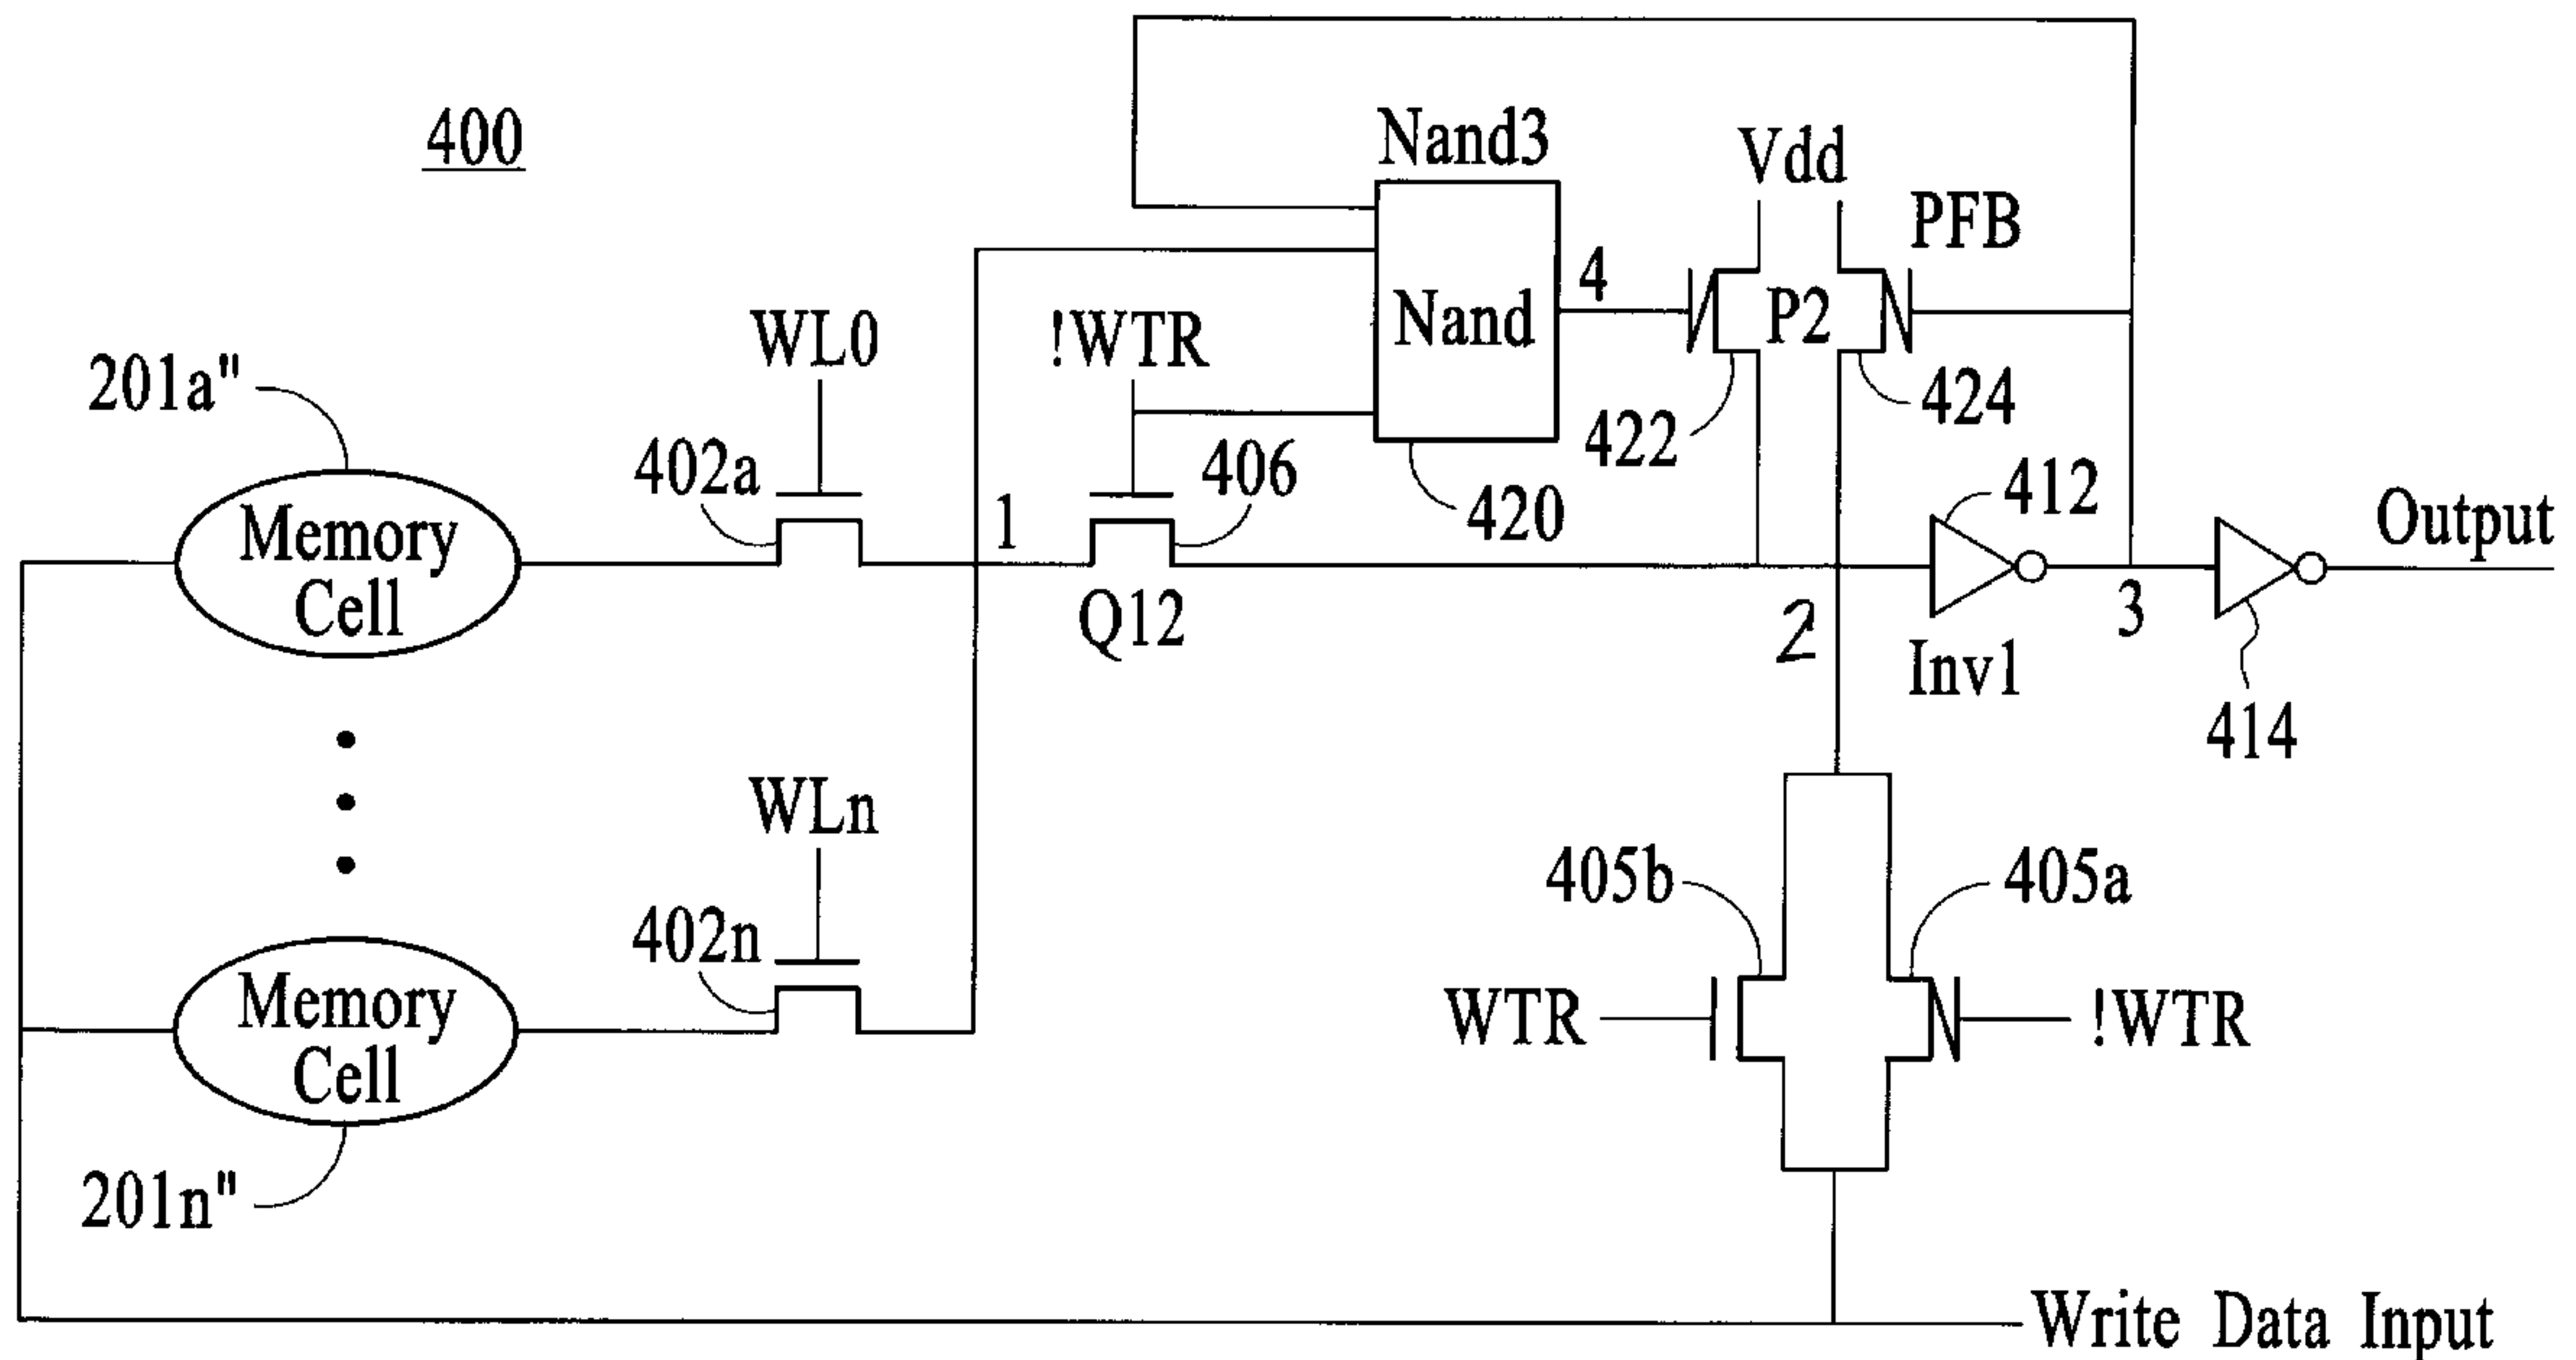 400
Nand3
Vdd
PFB
4
Nand
P2
WL0
!WTR
201a"
402a
422
424
406
420
412
1
Output
Memory
Cell
Q12
2
Inv1
3
414
WLn
405b
405a
402n
Memory
Cell
WTR
!WTR
201n"
Write Data Input